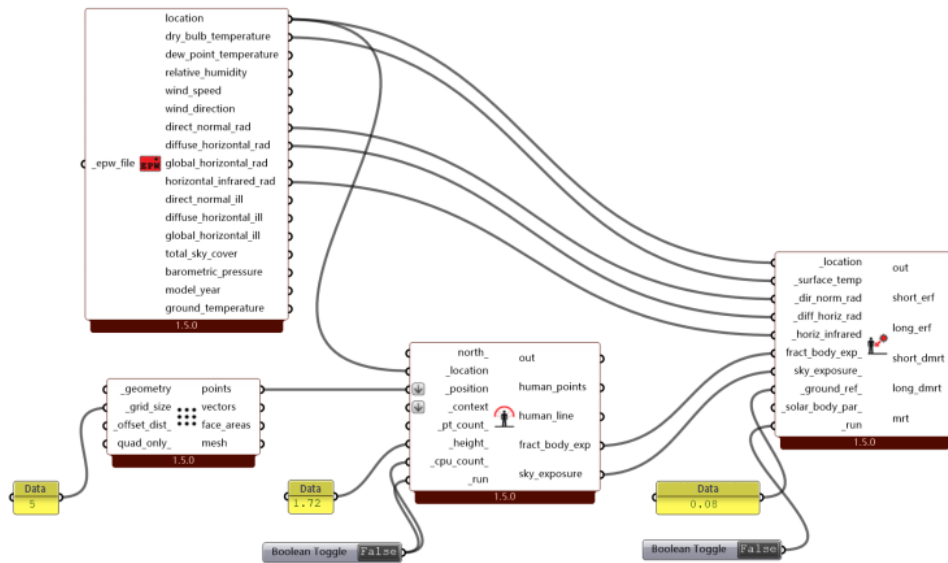 location
dry_bulb_temperature
dew_point_temperature
relative_humidity
wind_speed
wind_direction
direct_normal_rad
diffuse_horizontal_rad
_epw_file EPW global_horizontal_rad
horizontal_infrared_rad
direct_normal_ill
diffuse_horizontal_ill
global_horizontal_ill
total_sky_cover
barometric_pressure
model_year
ground_temperature
1.5.0
_geometry points
_grid_size vectors
_offset_dist_ face_areas
quad_only_ mesh
1.5.0
Data
5
north_
_location
_position
_context
_pt_count_
_height_
_cpu_count_
_run
out
human_points
human_line
fract_body_exp
sky_exposure
1.5.0
Data
1.72
Boolean Toggle False
_location
_surface_temp
_dir_norm_rad
_diff_horiz_rad
_horiz_infrared
fract_body_exp_
sky_exposure_
_ground_ref_
_solar_body_par_
_run
out
short_erf
long_erf
short_dmrt
long_dmrt
mrt
1.5.0
Data
0.08
Boolean Toggle False